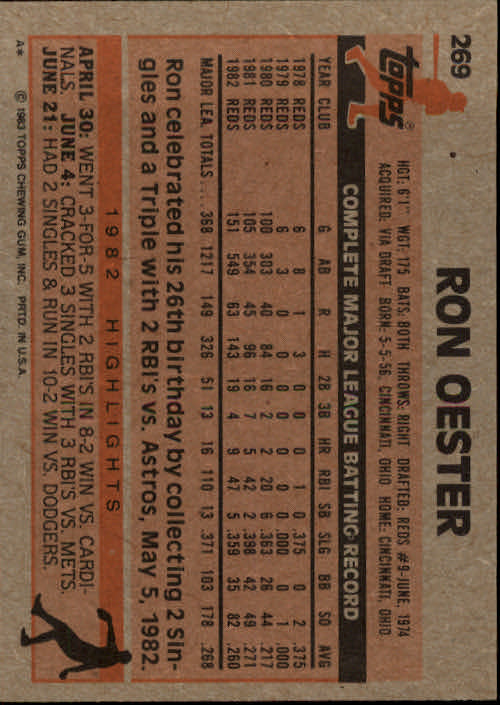 269
topps®
RON OESTER
HGT: 6'1" WGT: 175 BATS: BOTH THROWS: RIGHT DRAFTED: REDS #9-JUNE, 1974
ACQUIRED: VIA DRAFT BORN: 5-5-56, CINCINNATI, OHIO HOME: CINCINNATI, OHIO
COMPLETE MAJOR LEAGUE BATTING RECORD
YEAR CLUB G AB R H 2B 3B HR RBI SB SLG BB SO AVG
1978 REDS 6 8 1 3 0 0 0 1 0 .375 0 2 .375
1979 REDS 6 3 0 0 0 0 0 0 0 .000 0 1 .000
1980 REDS 100 303 40 84 16 2 2 20 6 .363 26 44 .277
1981 REDS 105 354 45 96 16 7 5 42 2 .398 42 49 .271
1982 REDS 151 549 63 143 19 4 9 47 5 .359 35 82 .260
MAJOR LEA. TOTALS .... 368 1217 149 326 51 13 16 110 13 .371 103 178 .268
Ron celebrated his 26th birthday by collecting 2 Sin-
gles and a Triple with 2 RBI's vs. Astros, May 5, 1982.
1982 HIGHLIGHTS
APRIL 30: WENT 3-FOR-5 WITH 2 RBI'S IN 8-2 WIN VS. CARDI-
NALS. JUNE 4: CRACKED 3 SINGLES WITH 3 RBI'S VS. METS.
JUNE 21: HAD 2 SINGLES & RUN IN 10-2 WIN VS. DODGERS.
A* © 1983 TOPPS CHEWING GUM, INC. PRTD. IN U.S.A.